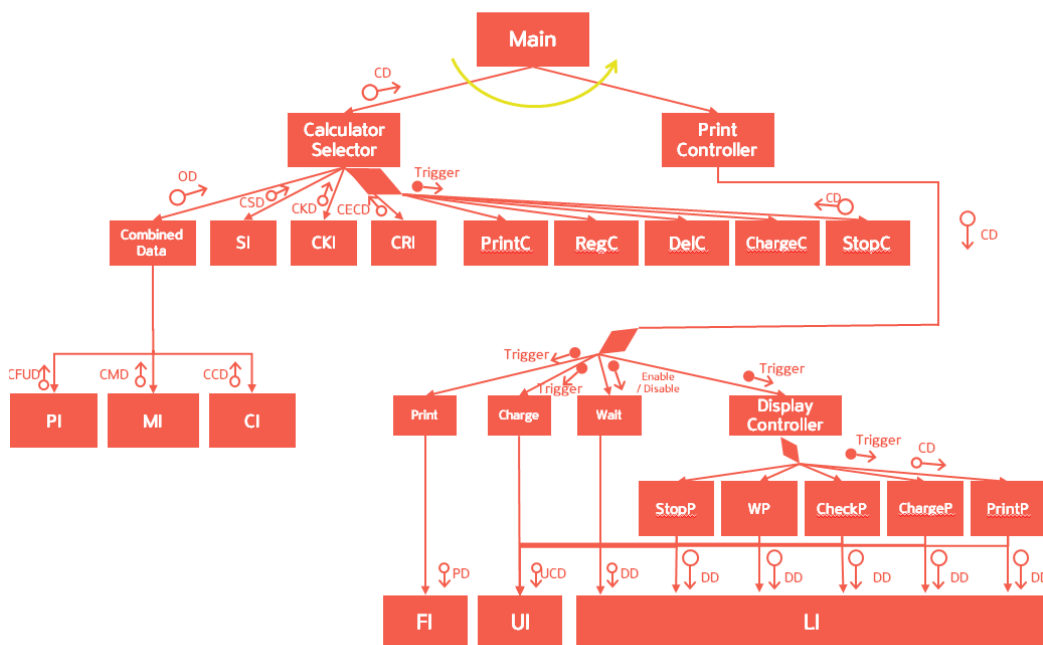 Main
CD
Calculator
Selector
Print
Controller
OD
CSD
CKD
CECD
Trigger
CD
CD
Combined
Data
SI
CKI
CRI
PrintC
RegC
DelC
ChargeC
StopC
Trigger
Trigger
Enable
/ Disable
Trigger
CFUD
CMD
CCD
PI
MI
CI
Print
Charge
Wait
Display
Controller
Trigger
CD
StopP
WP
CheckP
ChargeP
PrintP
PD
UCD
DD
DD
DD
DD
DD
DD
FI
UI
LI